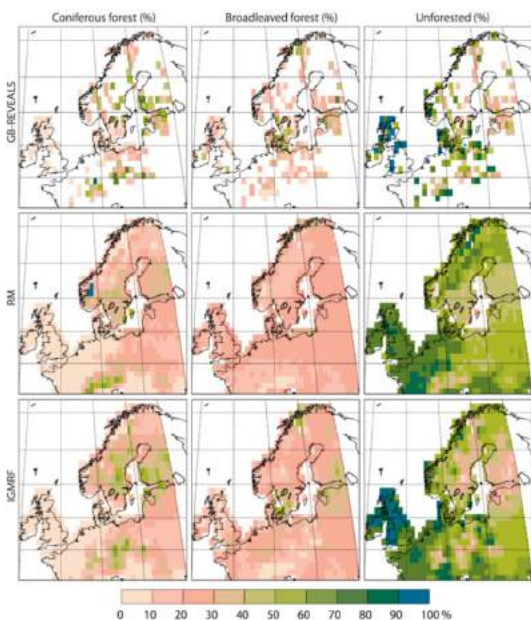 Coniferous forest (%) Broadleaved forest (%) Unforested (%)
GB-REVEALS
RM
IGMRF
0 10 20 30 40 50 60 70 80 90 100 %